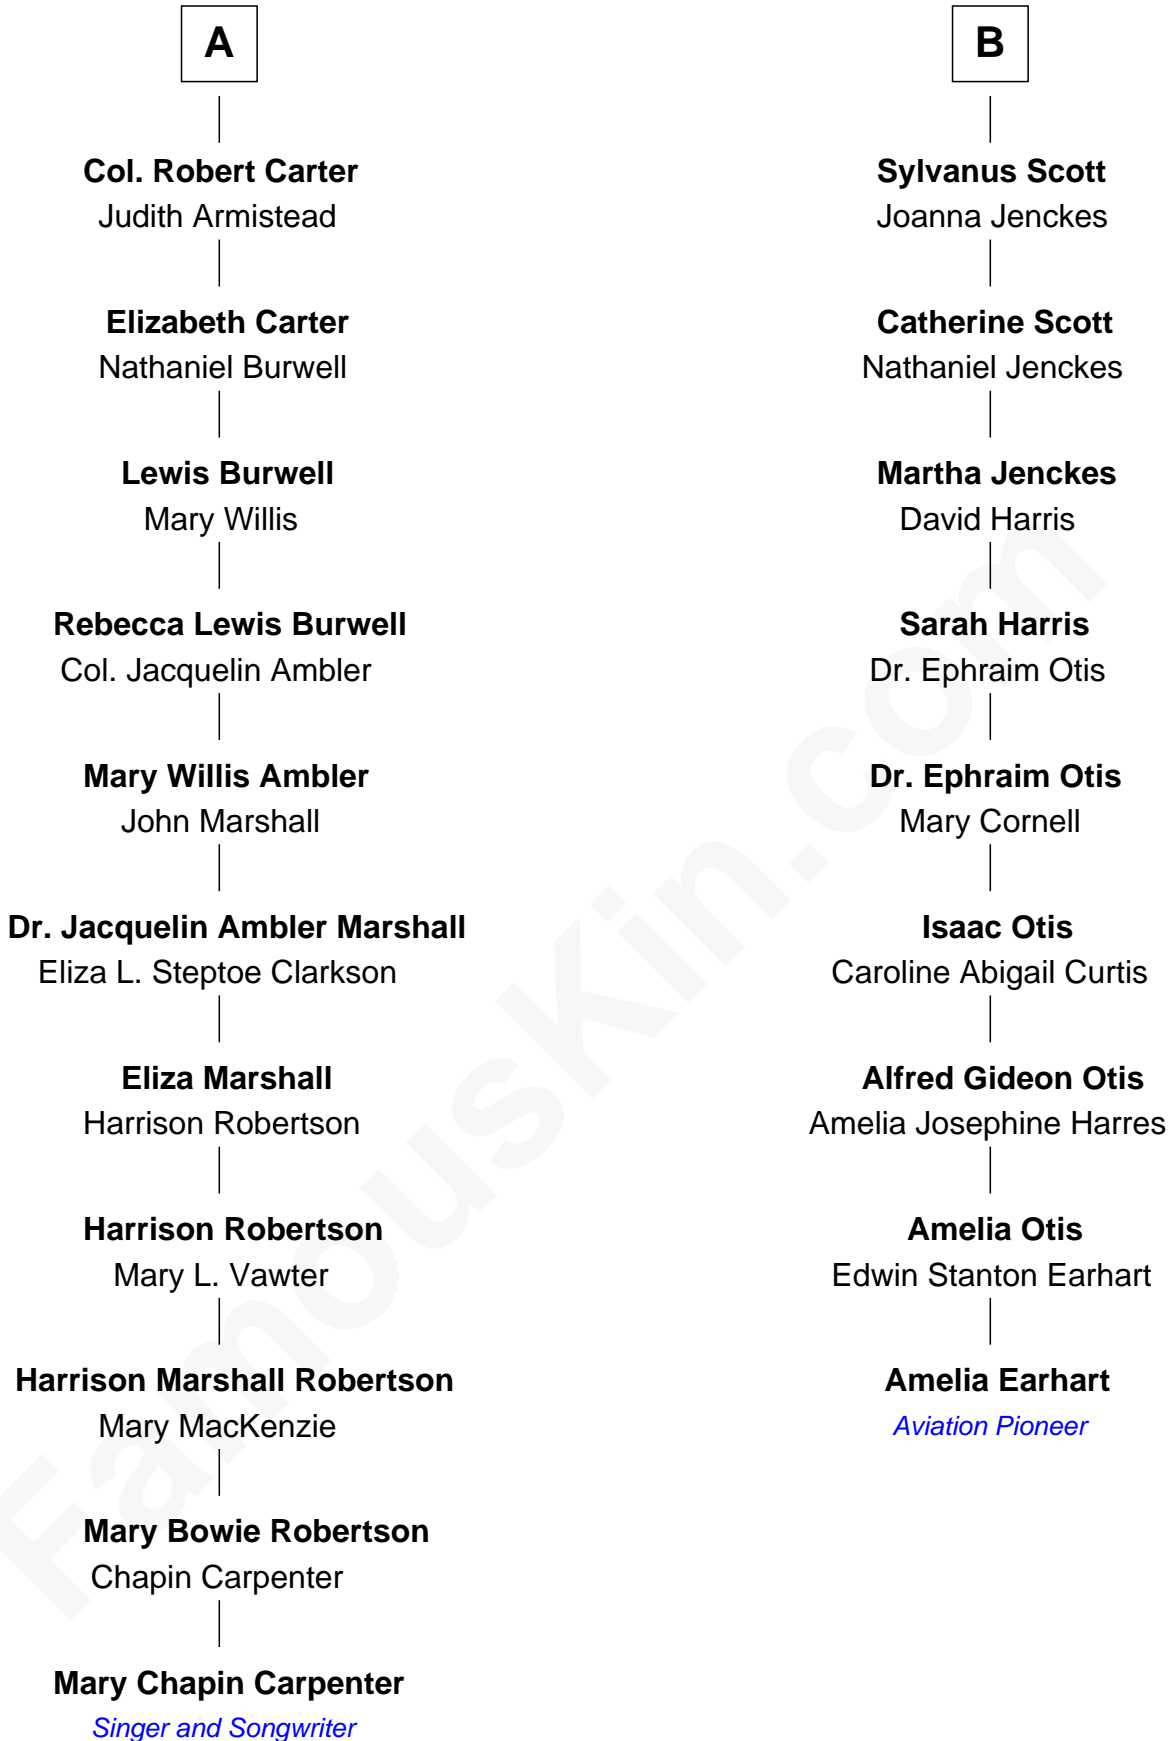 A
Col. Robert Carter
Judith Armistead
Elizabeth Carter
Nathaniel Burwell
Lewis Burwell
Mary Willis
Rebecca Lewis Burwell
Col. Jacquelin Ambler
Mary Willis Ambler
John Marshall
Dr. Jacquelin Ambler Marshall
Eliza L. Steptoe Clarkson
Eliza Marshall
Harrison Robertson
Harrison Robertson
Mary L. Vawter
Harrison Marshall Robertson
Mary MacKenzie
Mary Bowie Robertson
Chapin Carpenter
Mary Chapin Carpenter
Singer and Songwriter
B
Sylvanus Scott
Joanna Jenckes
Catherine Scott
Nathaniel Jenckes
Martha Jenckes
David Harris
Sarah Harris
Dr. Ephraim Otis
Dr. Ephraim Otis
Mary Cornell
Isaac Otis
Caroline Abigail Curtis
Alfred Gideon Otis
Amelia Josephine Harres
Amelia Otis
Edwin Stanton Earhart
Amelia Earhart
Aviation Pioneer
FamousKin.com